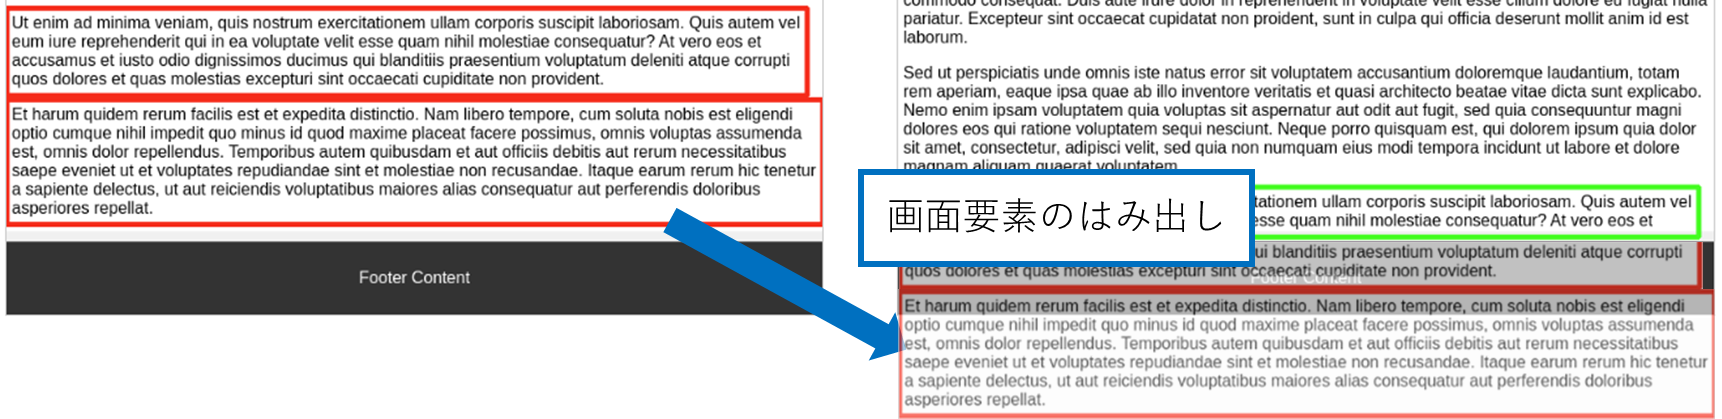 Ut enim ad minima veniam, quis nostrum exercitationem ullam corporis suscipit laboriosam. Quis autem vel
eum iure reprehenderit qui in ea voluptate velit esse quam nihil molestiae consequatur? At vero eos et
accusamus et iusto odio dignissimos ducimus qui blanditiis praesentium voluptatum deleniti atque corrupti
quos dolores et quas molestias excepturi sint occaecati cupiditate non provident.
Et harum quidem rerum facilis est et expedita distinctio. Nam libero tempore, cum soluta nobis est eligendi
optio cumque nihil impedit quo minus id quod maxime placeat facere possimus, omnis voluptas assumenda
est, omnis dolor repellendus. Temporibus autem quibusdam et aut officiis debitis aut rerum necessitatibus
saepe eveniet ut et voluptates repudiandae sint et molestiae non recusandae. Itaque earum rerum hic tenetur
a sapiente delectus, ut aut reiciendis voluptatibus maiores alias consequatur aut perferendis doloribus
asperiores repellat.
Footer Content
commodo consequat. Duis aute irure dolor in reprehenderit in voluptate velit esse cillum dolore eu fugiat nulla
pariatur. Excepteur sint occaecat cupidatat non proident, sunt in culpa qui officia deserunt mollit anim id est
laborum.
Sed ut perspiciatis unde omnis iste natus error sit voluptatem accusantium doloremque laudantium, totam
rem aperiam, eaque ipsa quae ab illo inventore veritatis et quasi architecto beatae vitae dicta sunt explicabo.
Nemo enim ipsam voluptatem quia voluptas sit aspernatur aut odit aut fugit, sed quia consequuntur magni
dolores eos qui ratione voluptatem sequi nesciunt. Neque porro quisquam est, qui dolorem ipsum quia dolor
sit amet, consectetur, adipisci velit, sed quia non numquam eius modi tempora incidunt ut labore et dolore
magnam aliquam quaerat voluptatem.
画面要素のはみ出し
tationem ullam corporis suscipit laboriosam. Quis autem vel
esse quam nihil molestiae consequatur? At vero eos et
ui blanditiis praesentium voluptatum deleniti atque corrupti
quos dolores et quas molestias excepturi sint occaecati cupiditate non provident.
Footer Content
Et harum quidem rerum facilis est et expedita distinctio. Nam libero tempore, cum soluta nobis est eligendi
optio cumque nihil impedit quo minus id quod maxime placeat facere possimus, omnis voluptas assumenda
est, omnis dolor repellendus. Temporibus autem quibusdam et aut officiis debitis aut rerum necessitatibus
saepe eveniet ut et voluptates repudiandae sint et molestiae non recusandae. Itaque earum rerum hic tenetur
a sapiente delectus, ut aut reiciendis voluptatibus maiores alias consequatur aut perferendis doloribus
asperiores repellat.